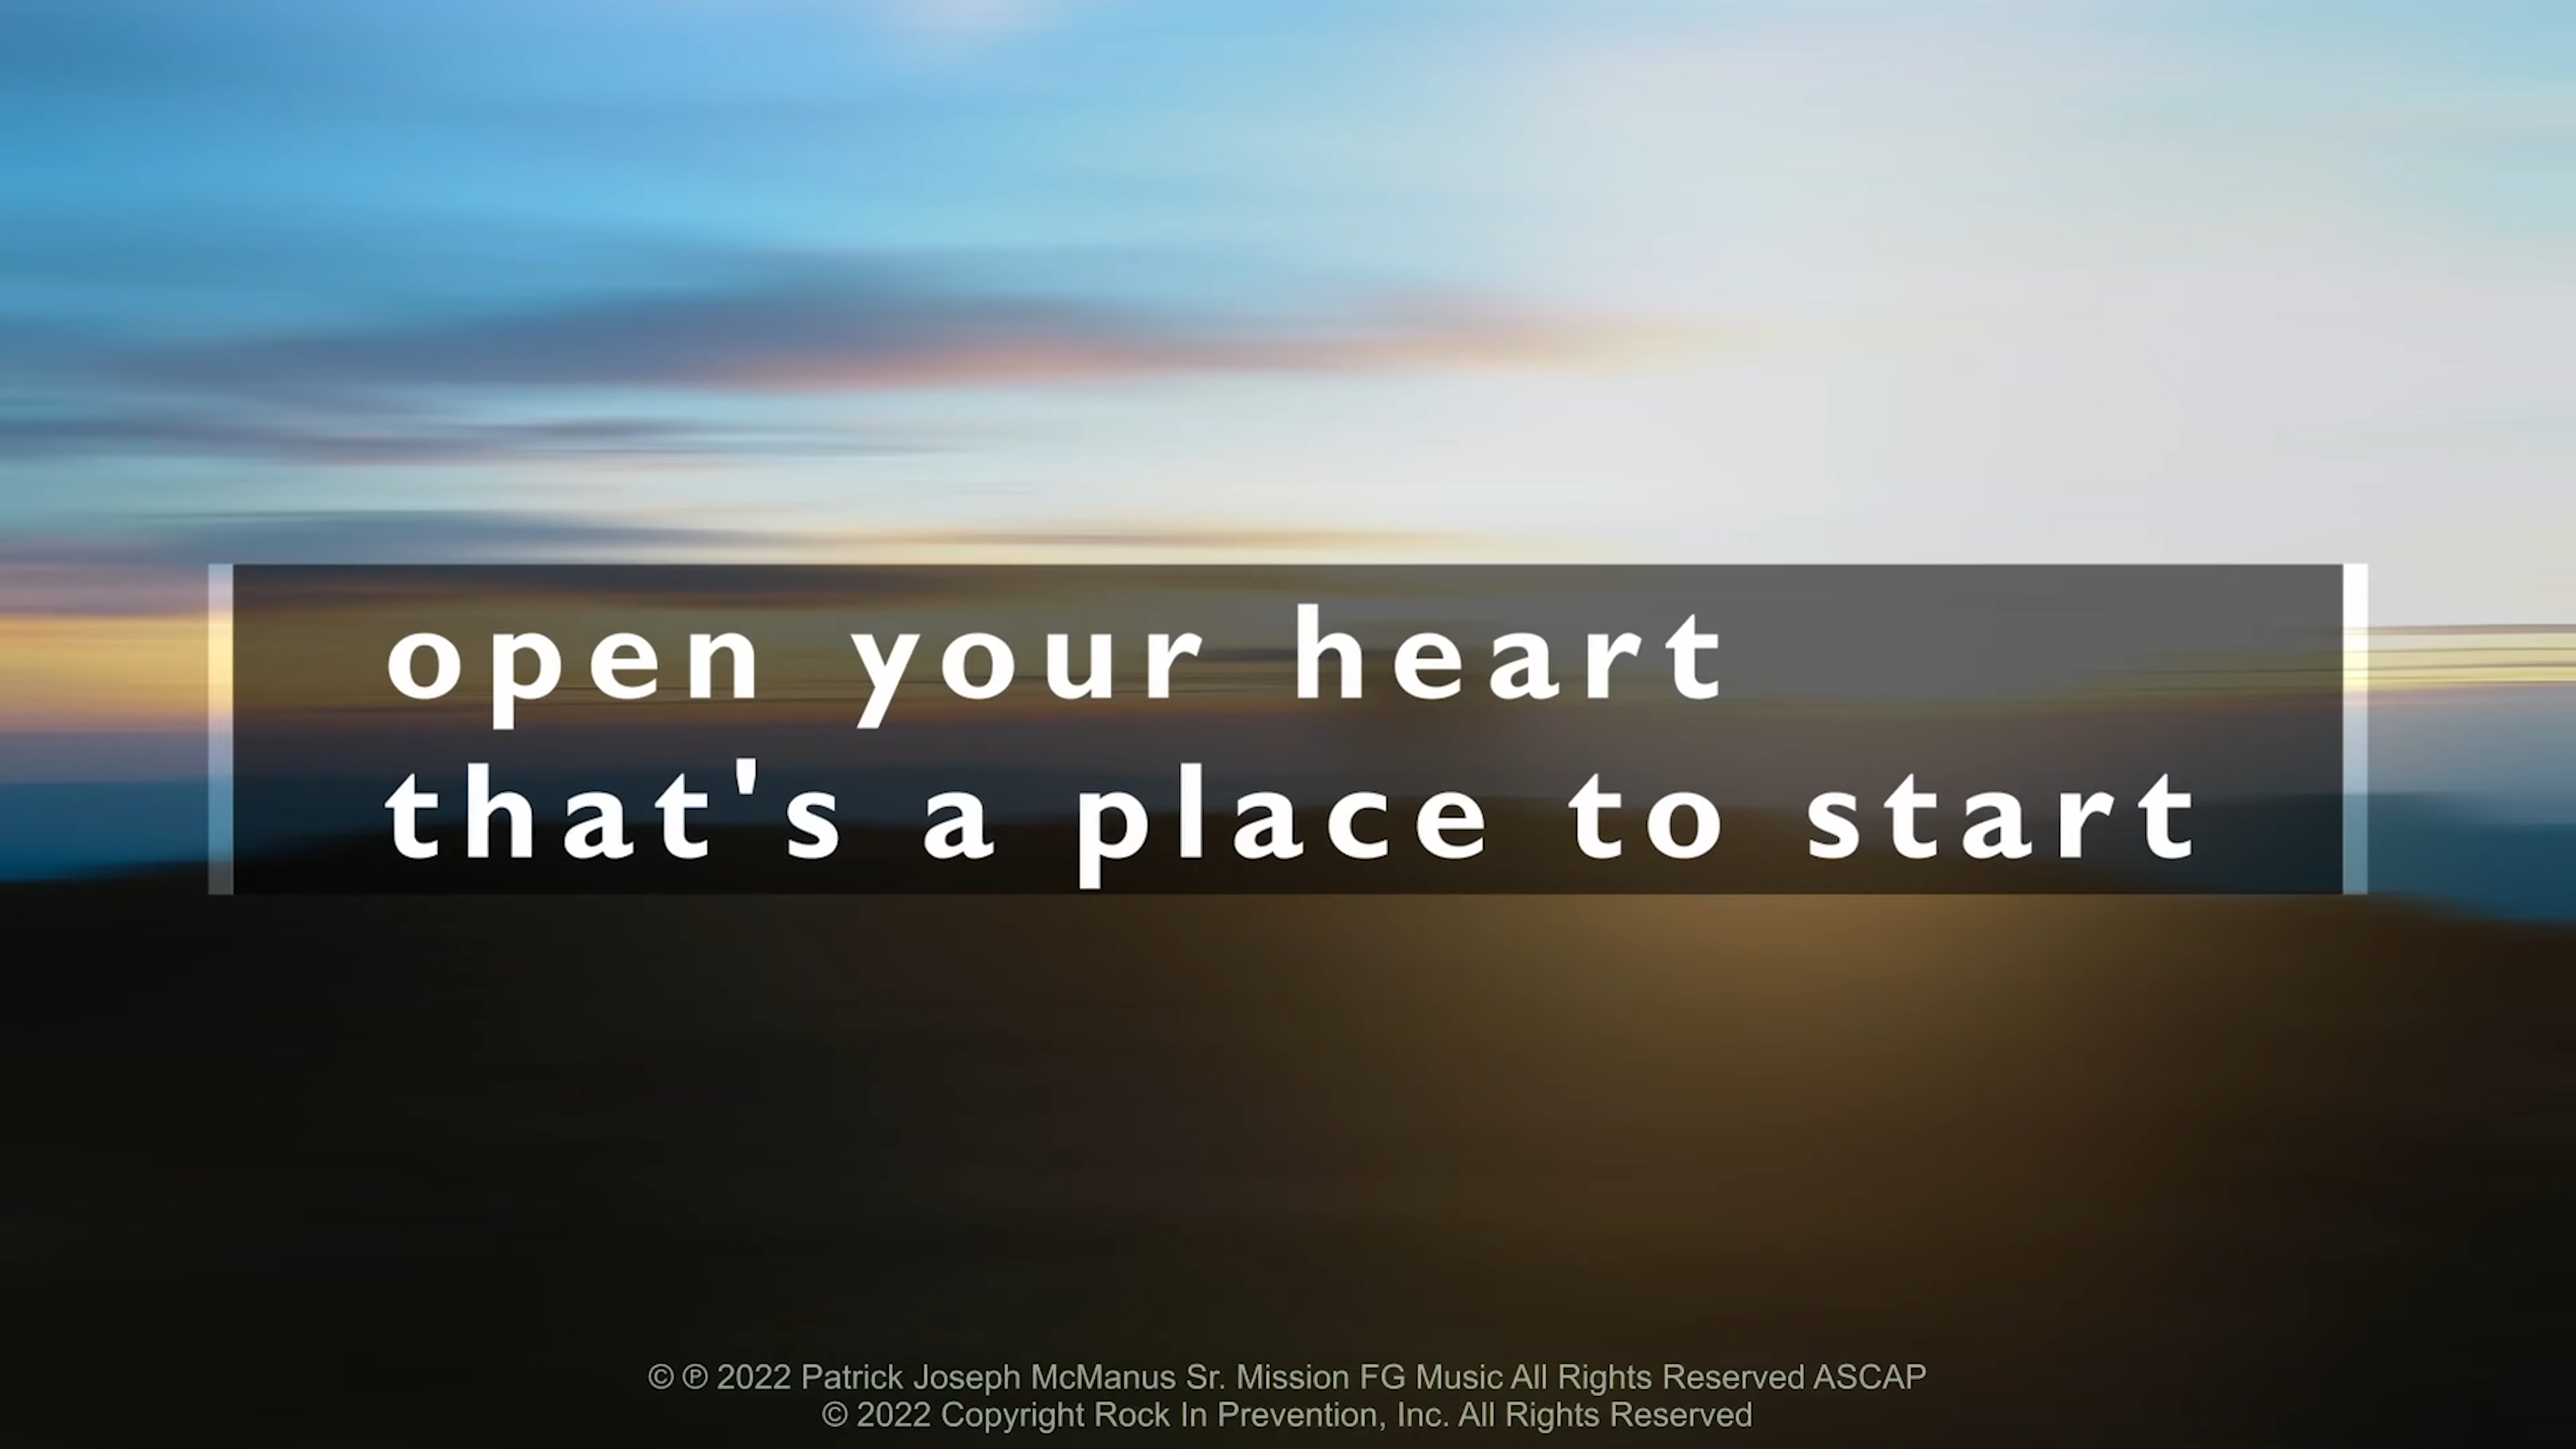 open your heart
that's a place to start
© ℗ 2022 Patrick Joseph McManus Sr. Mission FG Music All Rights Reserved ASCAP
© 2022 Copyright Rock In Prevention, Inc. All Rights Reserved